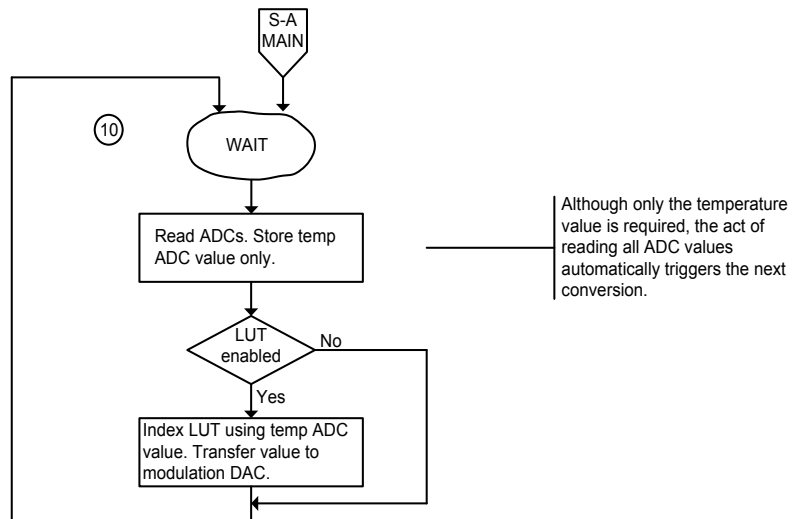 S-A
MAIN
10
WAIT
Read ADCs. Store temp
ADC value only.
Although only the temperature
value is required, the act of
reading all ADC values
automatically triggers the next
conversion.
LUT
enabled
No
Yes
Index LUT using temp ADC
value. Transfer value to
modulation DAC.